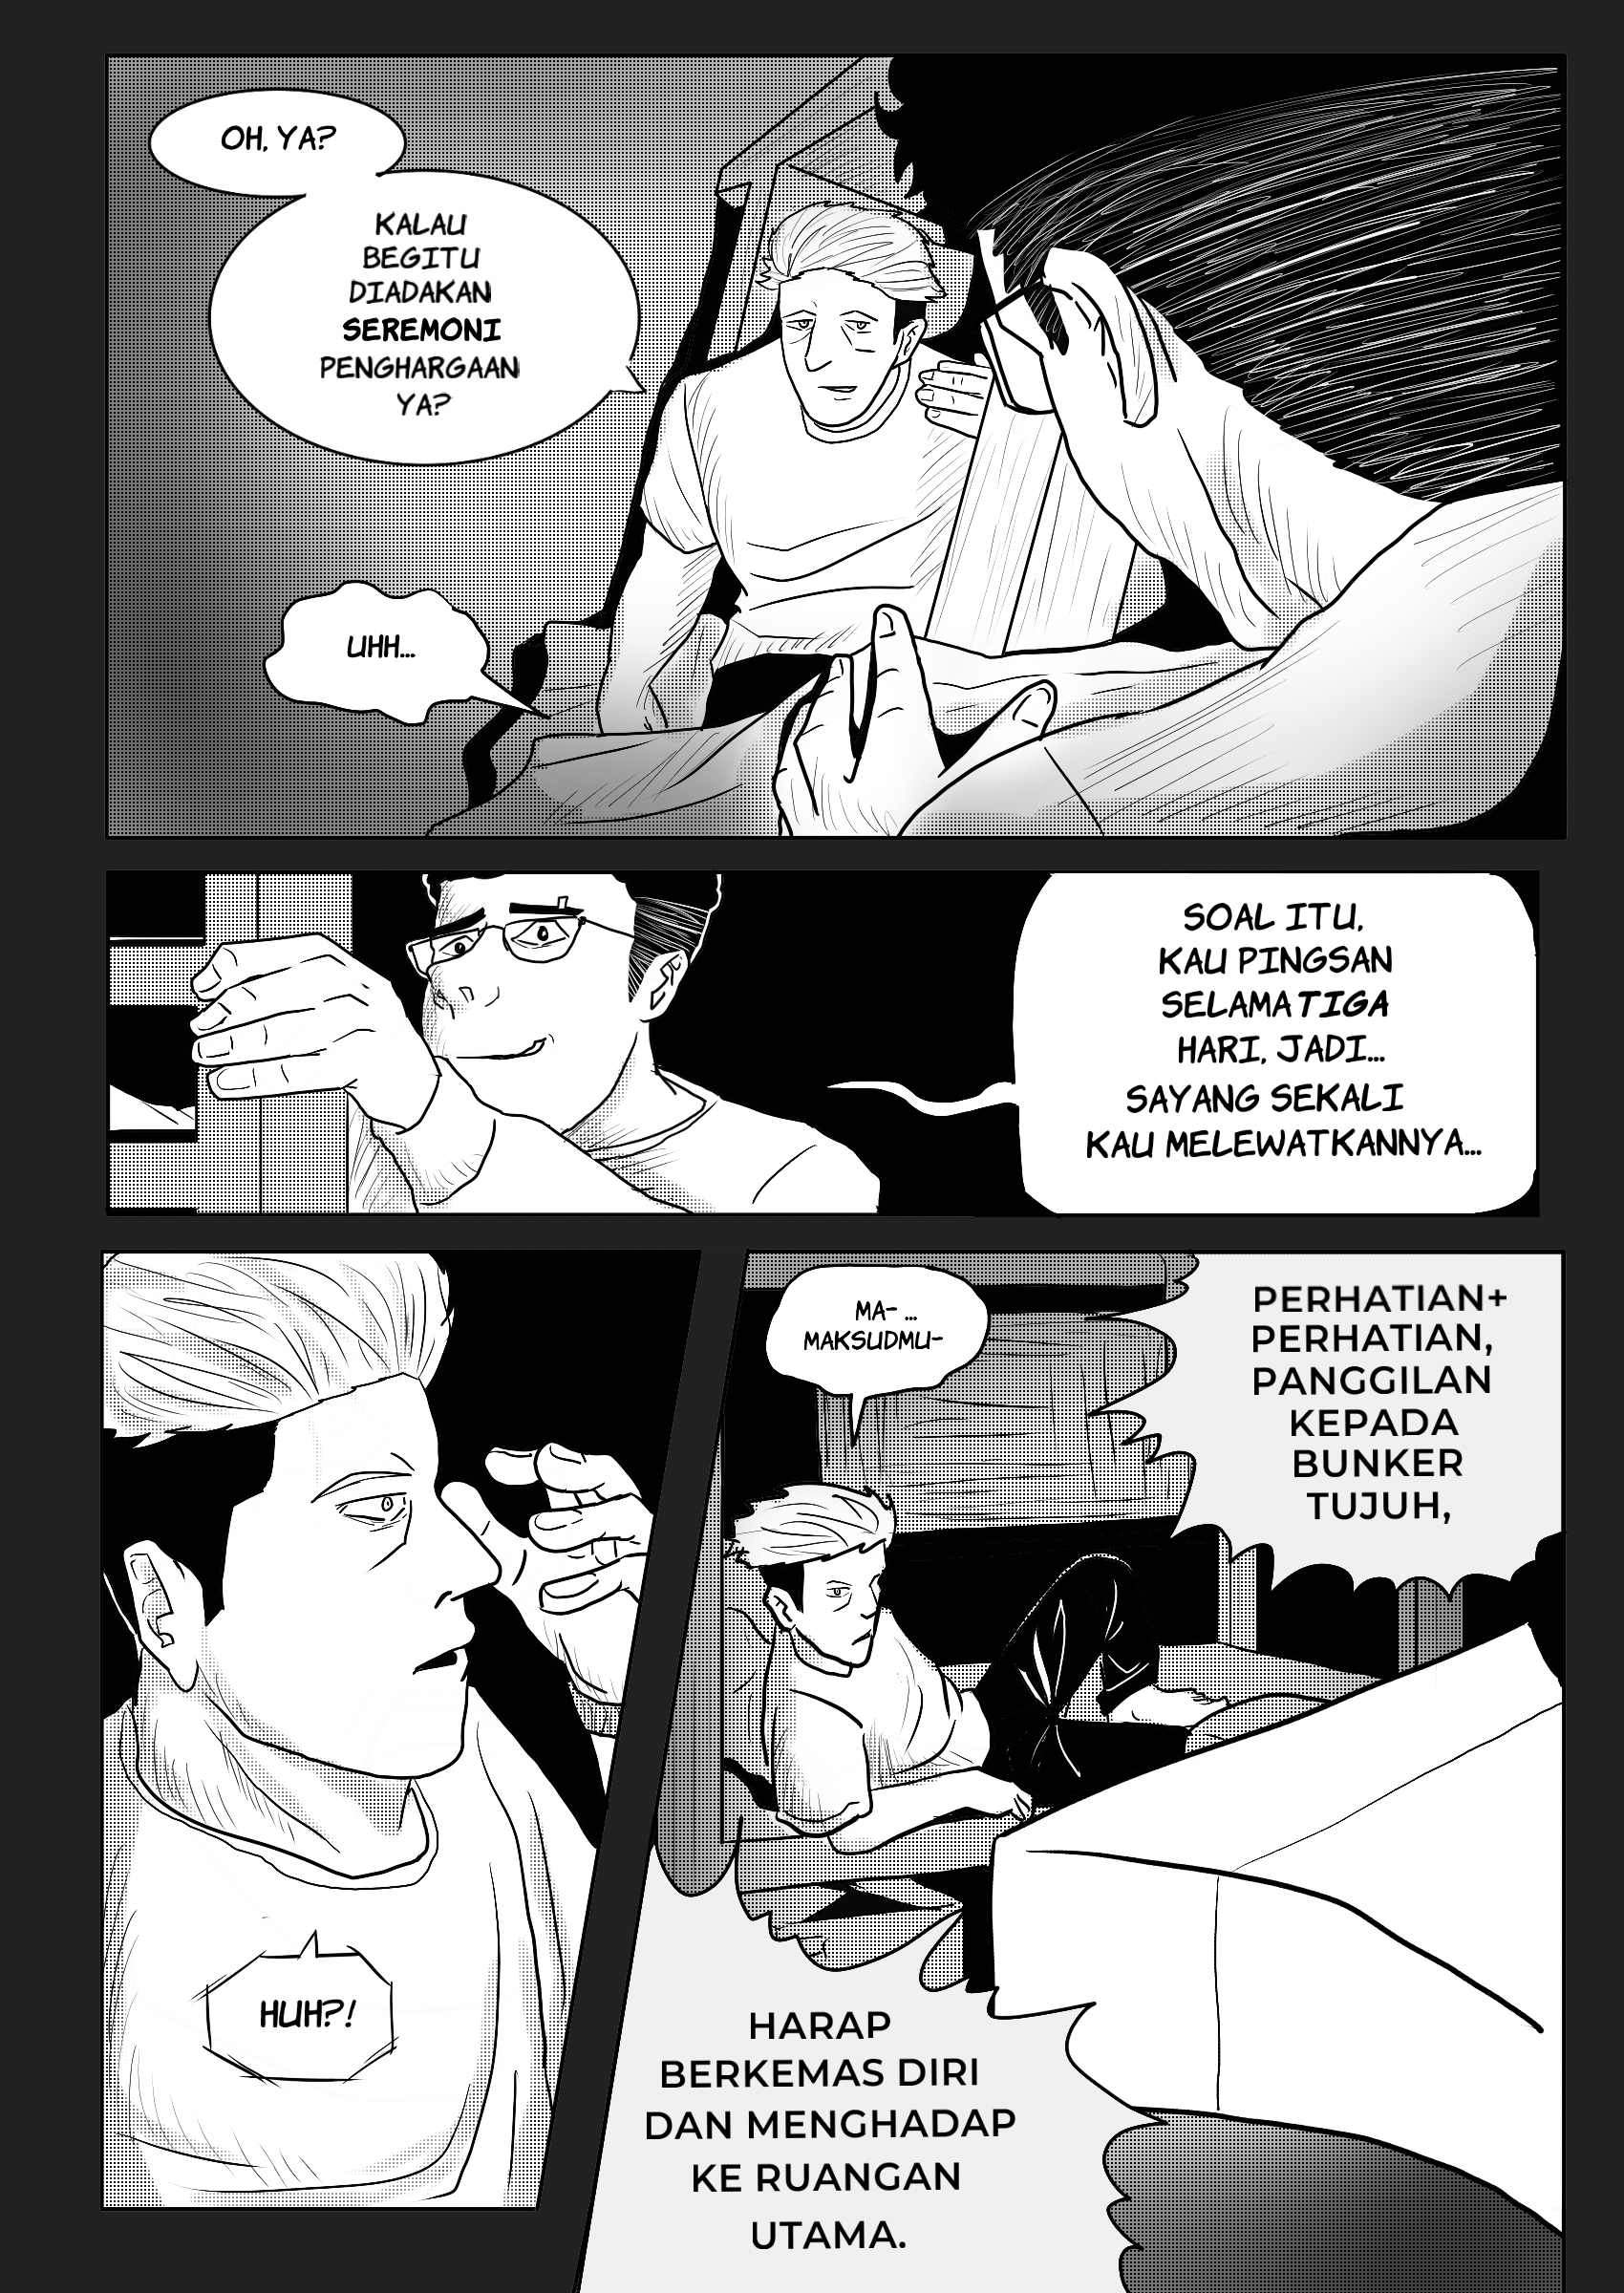 OH, YA?
KALAU
BEGITU
DIADAKAN
SEREMONI
PENGHARGAAN
YA?
UHH...
SOAL ITU,
KAU PINGSAN
SELAMA TIGA
HARI, JADI...
SAYANG SEKALI
KAU MELEWATKANNYA...
HUH?!
MA- ...
MAKSUDMU-
PERHATIAN+
PERHATIAN,
PANGGILAN
KEPADA
BUNKER
TUJUH,
HARAP
BERKEMAS DIRI
DAN MENGHADAP
KE RUANGAN
UTAMA.